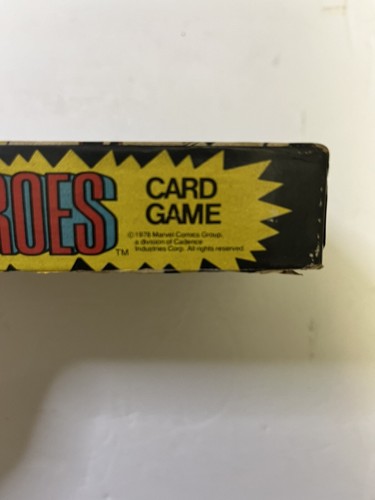 ROES
CARD
GAME
TM
©1978 Marvel Comics Group,
a division of Cadence
Industries Corp. All rights reserved